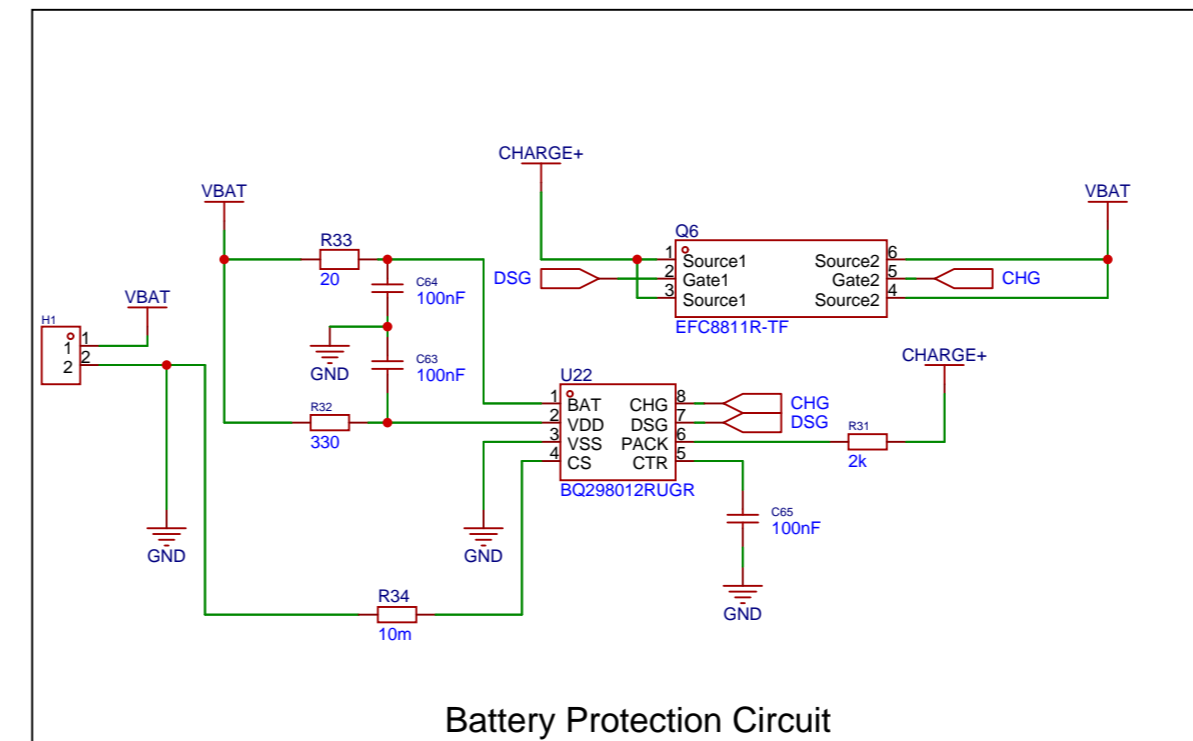 CHARGE+
VBAT
VBAT
R33
20
C64
100nF
Q6
1 Source1 Source2 6
2 Gate1 Gate2 5
3 Source1 Source2 4
EFC8811R-TF
DSG
CHG
VBAT
H1
1 1
2 2
GND
C63
100nF
CHARGE+
R32
330
U22
1 BAT CHG 8
2 VDD DSG 7
3 VSS PACK 6
4 CS CTR 5
BQ298012RUGR
CHG
DSG
R31
2k
C65
100nF
GND
GND
GND
R34
10m
Battery Protection Circuit